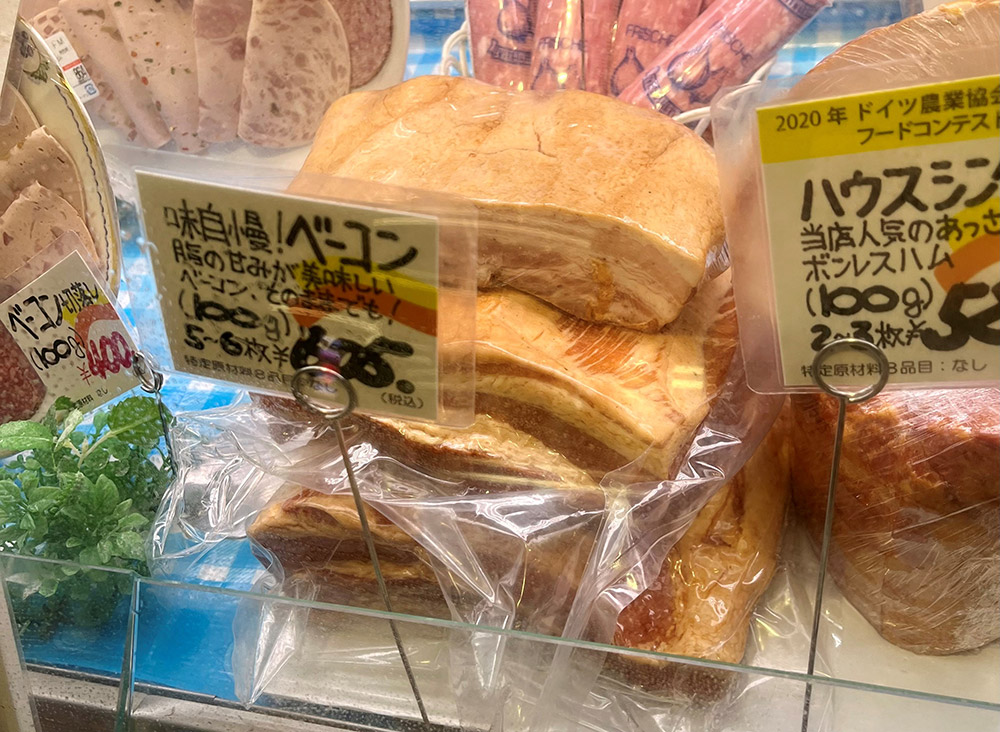 味自慢!ベーコン
脂の甘みが美味しい
ベーコン、そのままでも!
(100g)
5~6枚¥
特定原材料8品目:
(税込)
ベーコン切落し
(100g)
¥400
2020年 ドイツ農業協会
フードコンテスト
ハウスシン
当店人気のあっさ
ボンレスハム
(100g)
2~3枚¥58
特定原材料8品目:なし
FRISCHE
FRISCHE
FRISCHE